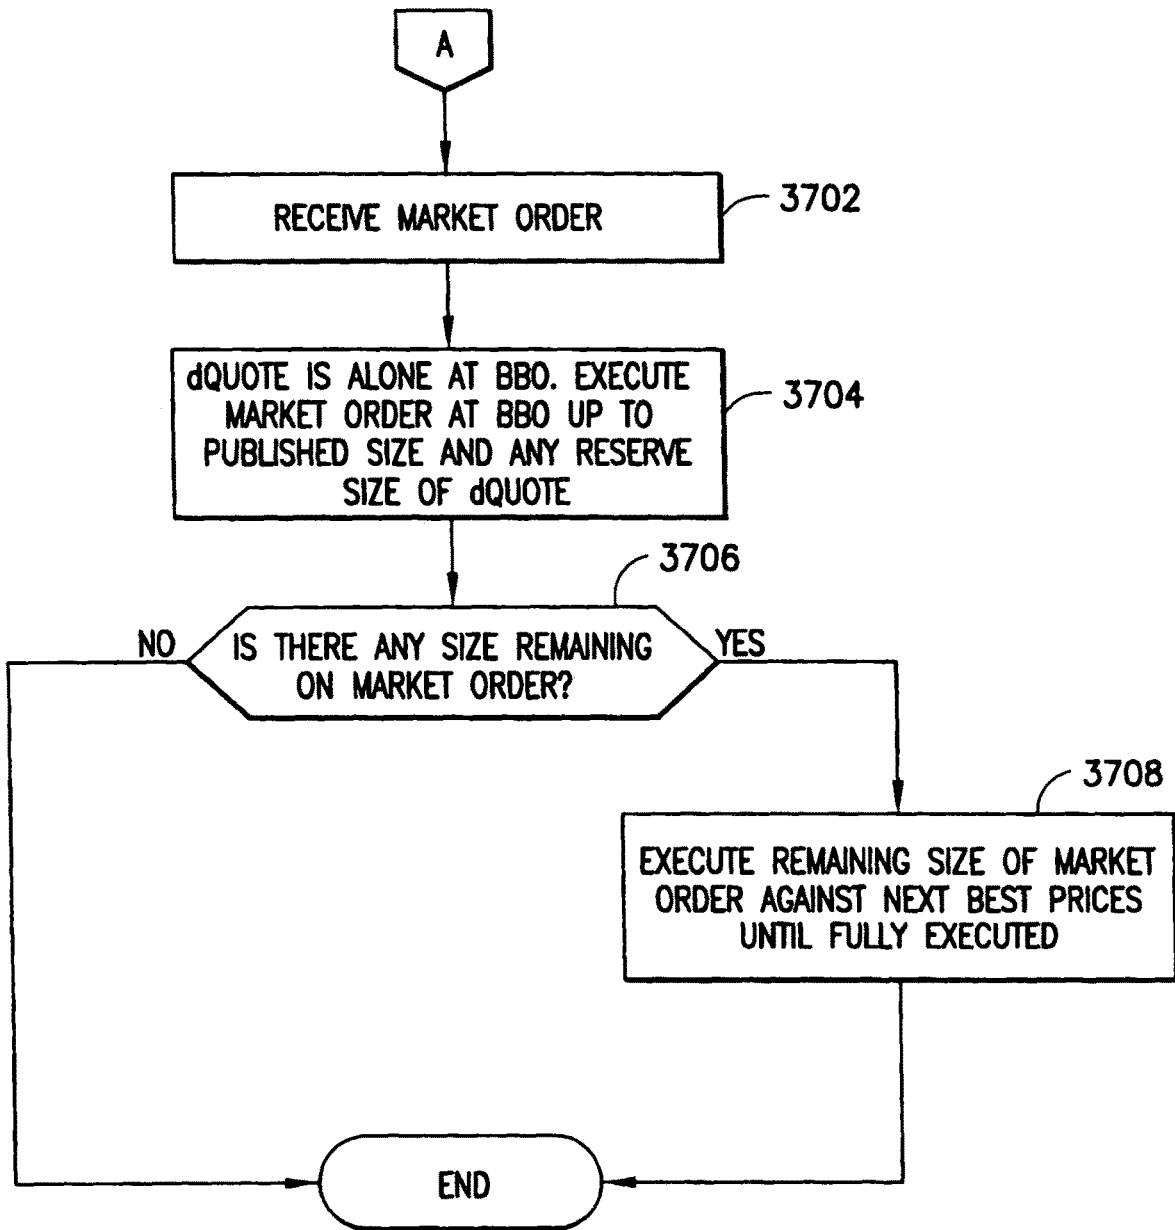 A
RECEIVE MARKET ORDER
3702
dQUOTE IS ALONE AT BBO. EXECUTE
MARKET ORDER AT BBO UP TO
PUBLISHED SIZE AND ANY RESERVE
SIZE OF dQUOTE
3704
3706
NO
IS THERE ANY SIZE REMAINING
ON MARKET ORDER?
YES
3708
EXECUTE REMAINING SIZE OF MARKET
ORDER AGAINST NEXT BEST PRICES
UNTIL FULLY EXECUTED
END